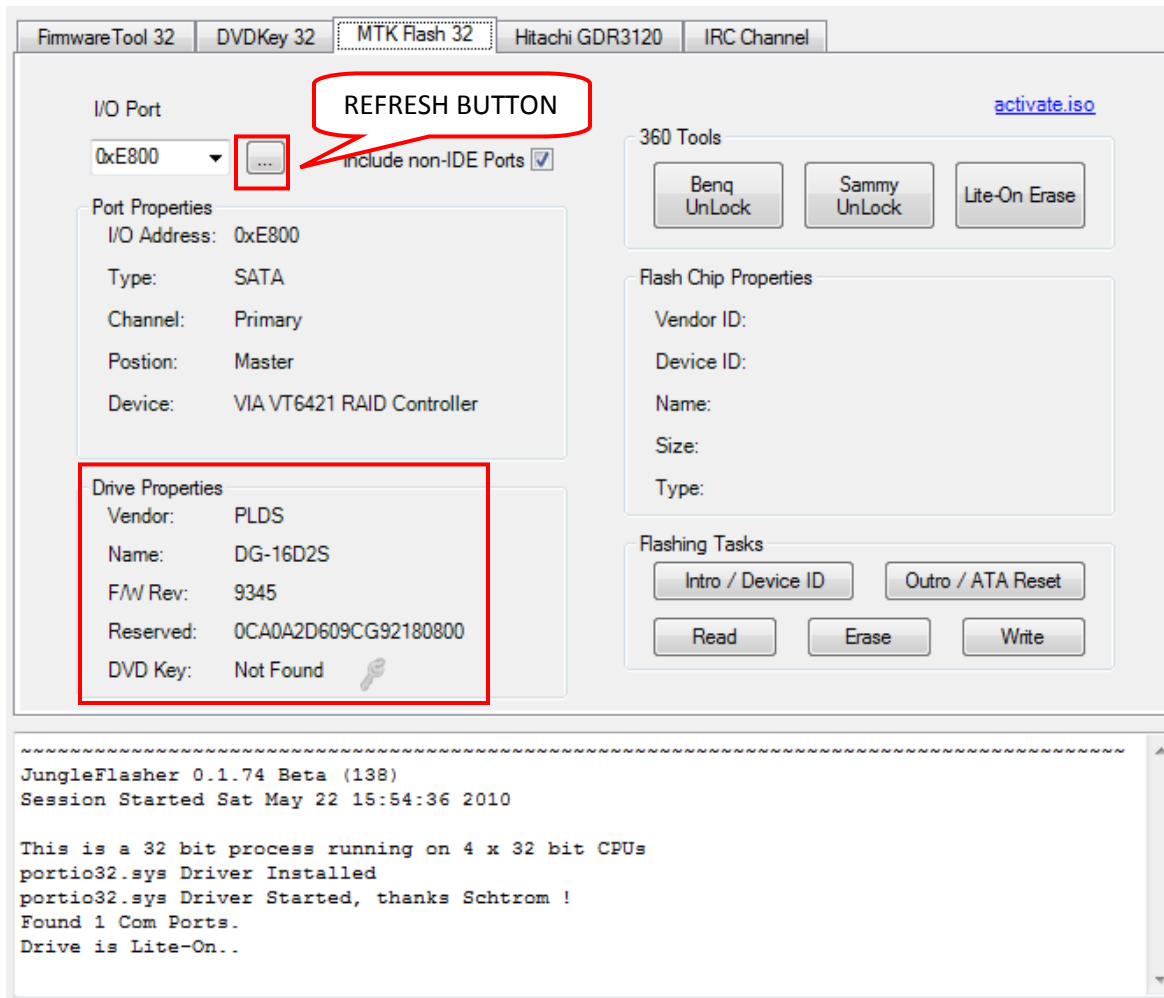 FirmwareTool 32 DVDKey 32 MTK Flash 32 Hitachi GDR3120 IRC Channel
REFRESH BUTTON
I/O Port
0xE800 ... Include non-IDE Ports
Port Properties
I/O Address: 0xE800
Type: SATA
Channel: Primary
Postion: Master
Device: VIA VT6421 RAID Controller
Drive Properties
Vendor: PLDS
Name: DG-16D2S
F/W Rev: 9345
Reserved: 0CA0A2D609CG92180800
DVD Key: Not Found
activate.iso
360 Tools
Benq UnLock Sammy UnLock Lite-On Erase
Flash Chip Properties
Vendor ID:
Device ID:
Name:
Size:
Type:
Flashing Tasks
Intro / Device ID Outro / ATA Reset
Read Erase Write
~~~~~~~~~~~~~~~~~~~~~~~~~~~~~~~~~~~~~~~~~~~~~~~~~~~~~~~~~~~~~~~~~~~~~~~~~~~~~~~~~~~~~~~~~~~~
JungleFlasher 0.1.74 Beta (138)
Session Started Sat May 22 15:54:36 2010
This is a 32 bit process running on 4 x 32 bit CPUs
portio32.sys Driver Installed
portio32.sys Driver Started, thanks Schtrom !
Found 1 Com Ports.
Drive is Lite-On..